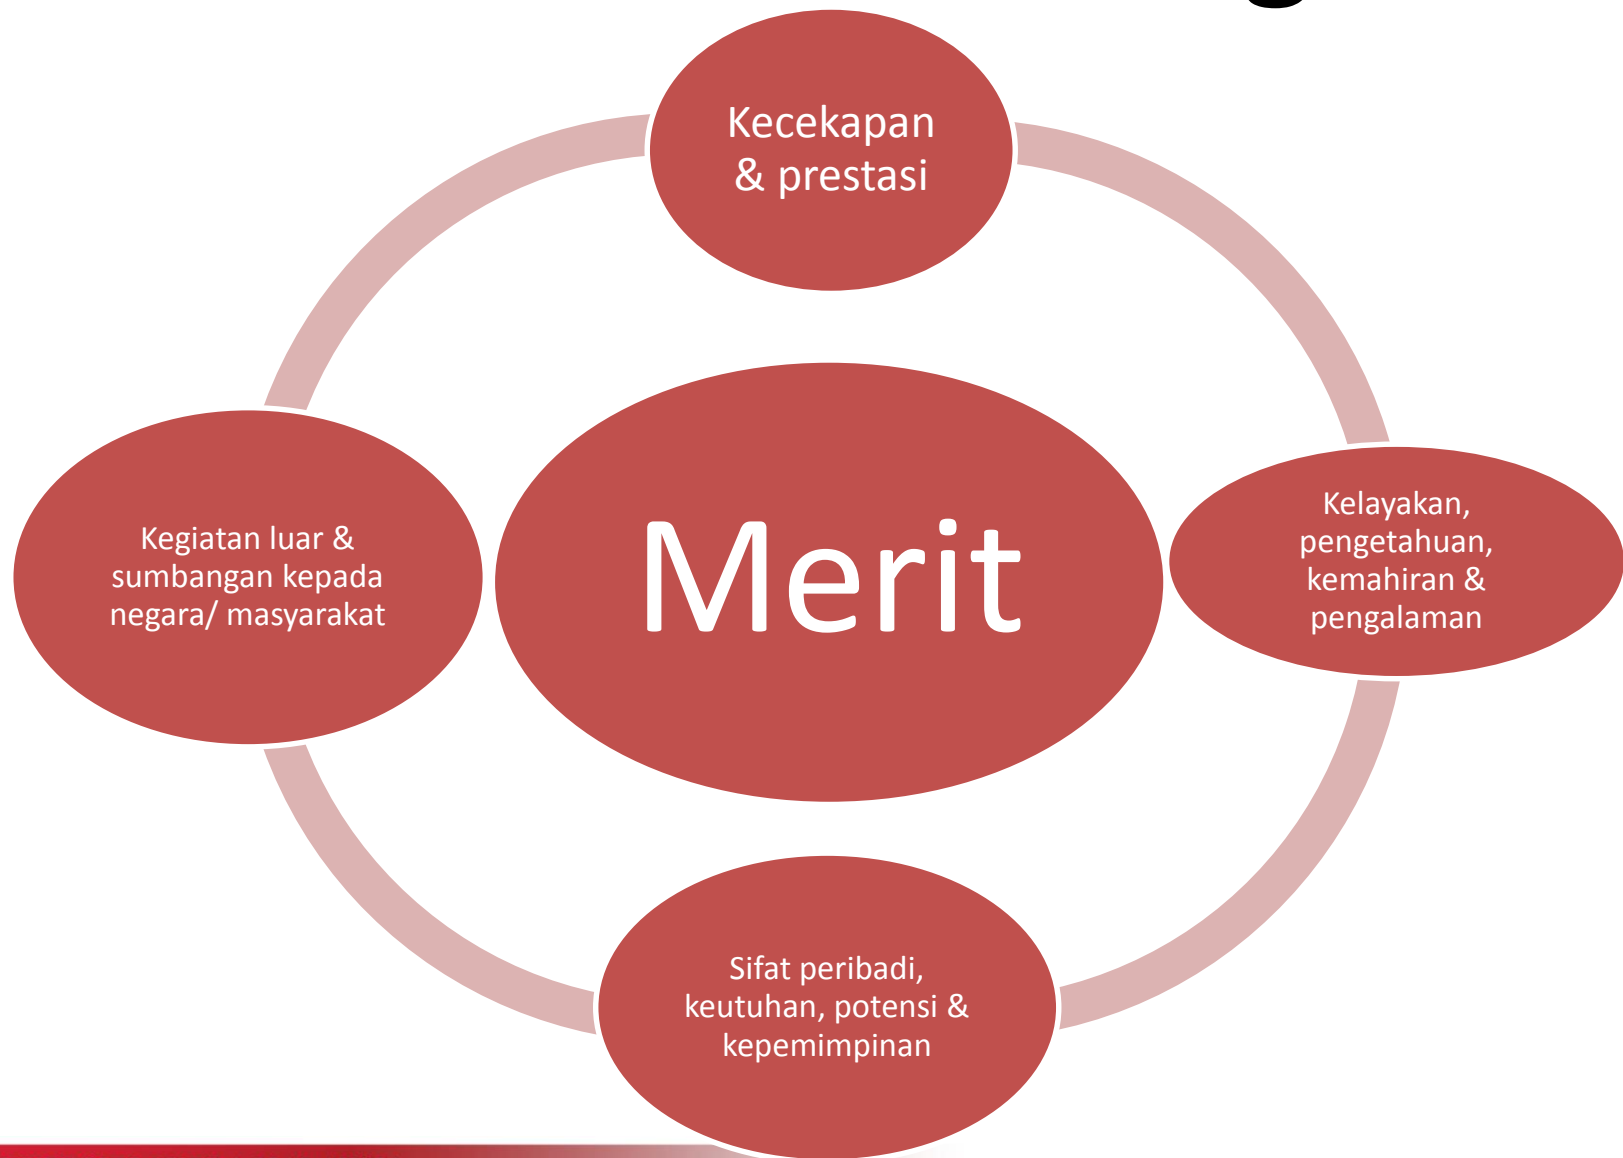 Kecekapan
& prestasi
Kelayakan,
pengetahuan,
kemahiran &
pengalaman
Merit
Kegiatan luar &
sumbangan kepada
negara/ masyarakat
Sifat peribadi,
keutuhan, potensi &
kepemimpinan